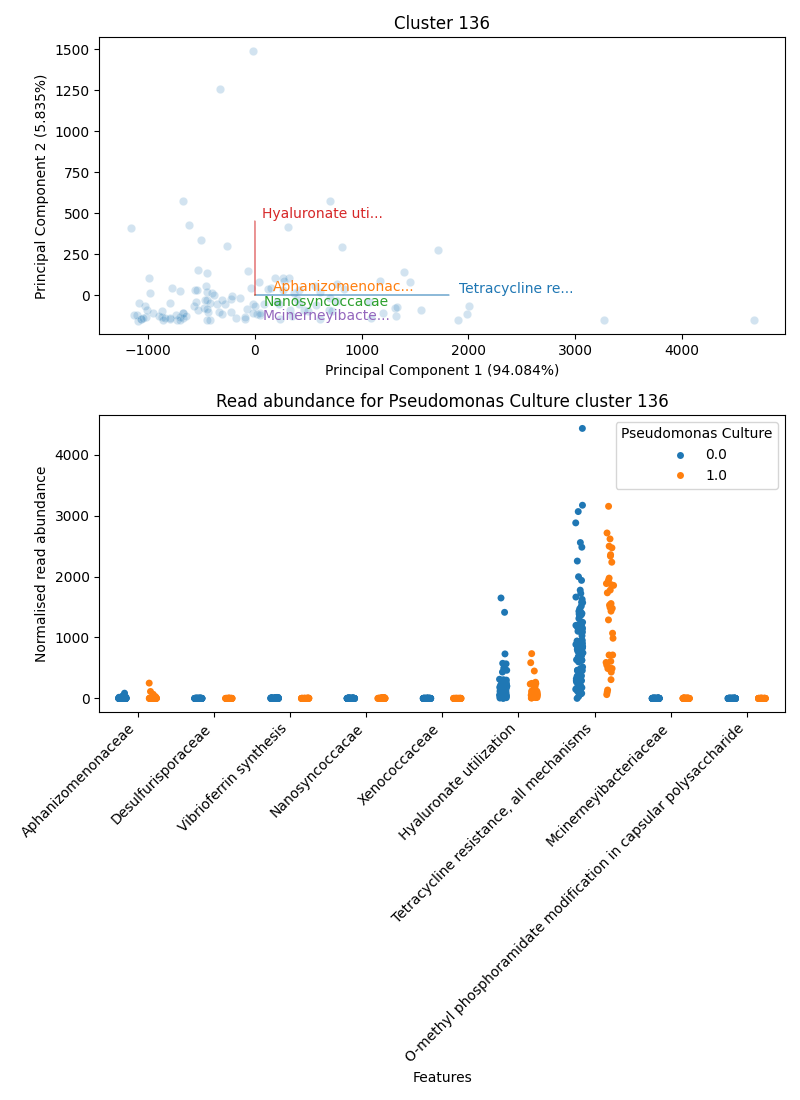 Cluster 136
Principal Component 2 (5.835%)
1500
1250
1000
750
500
250
0
Hyaluronate uti...
Aphanizomenonac...
Tetracycline re...
Nanosyncoccaceae
Mcinerneyibacte...
−1000
0
1000
2000
3000
4000
Principal Component 1 (94.084%)
Read abundance for Pseudomonas Culture cluster 136
Normalised read abundance
4000
3000
2000
1000
0
Pseudomonas Culture
0.0
1.0
Aphanizomenonaceae
Desulfurisporaceae
Vibrioferrin synthesis
Nanosyncoccacae
Xenococcaceae
Hyaluronate utilization
Tetracycline resistance, all mechanisms
Mcinerneyibacteriaceae
O-methyl phosphoramidate modification in capsular polysaccharide
Features